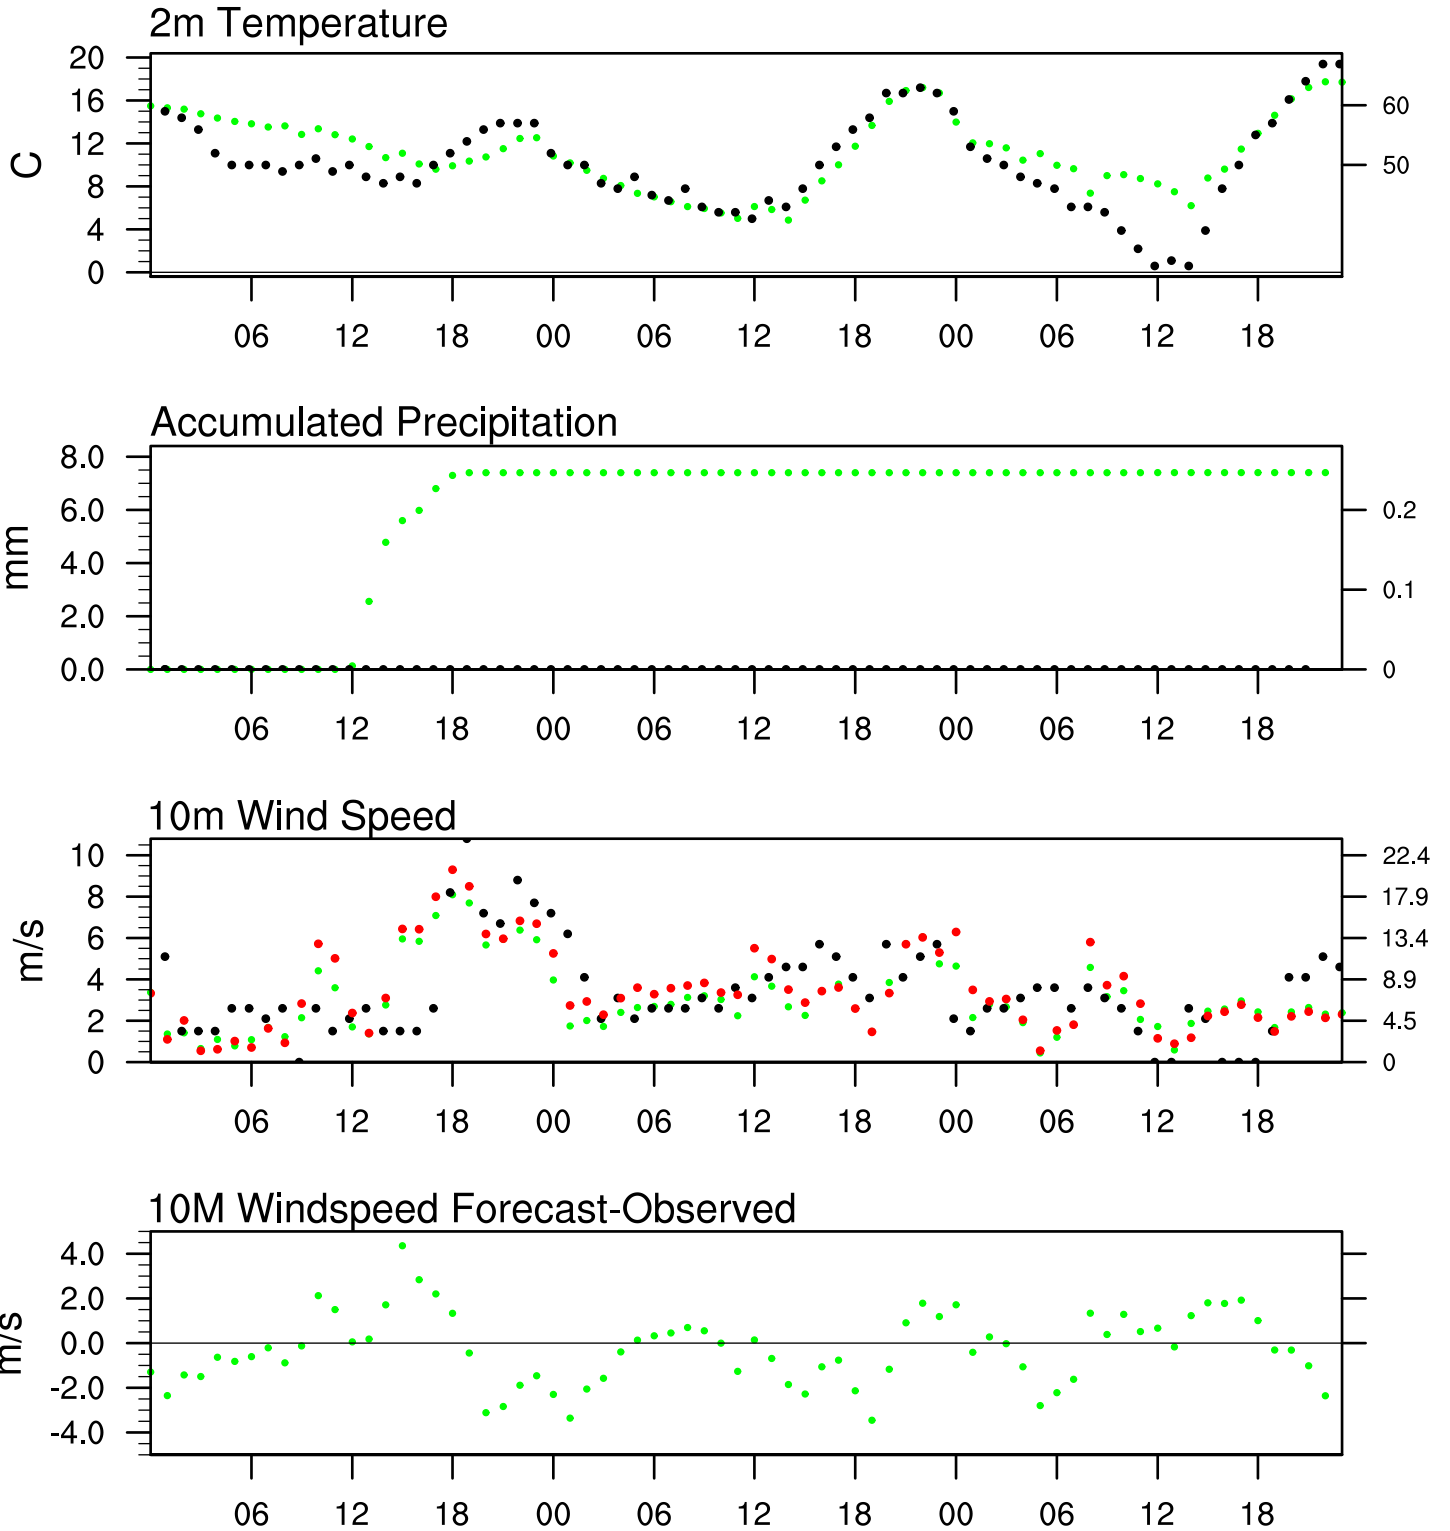 2m Temperature
20
16 60
12 50
8
4
0
C
06 12 18 00 06 12 18 00 06 12 18
Accumulated Precipitation
8.0
6.0 0.2
4.0 0.1
2.0
0.0 0
mm
06 12 18 00 06 12 18 00 06 12 18
10m Wind Speed
10 22.4
8 17.9
6 13.4
4 8.9
2 4.5
0 0
m/s
06 12 18 00 06 12 18 00 06 12 18
10M Windspeed Forecast-Observed
4.0
2.0
0.0
-2.0
-4.0
m/s
06 12 18 00 06 12 18 00 06 12 18